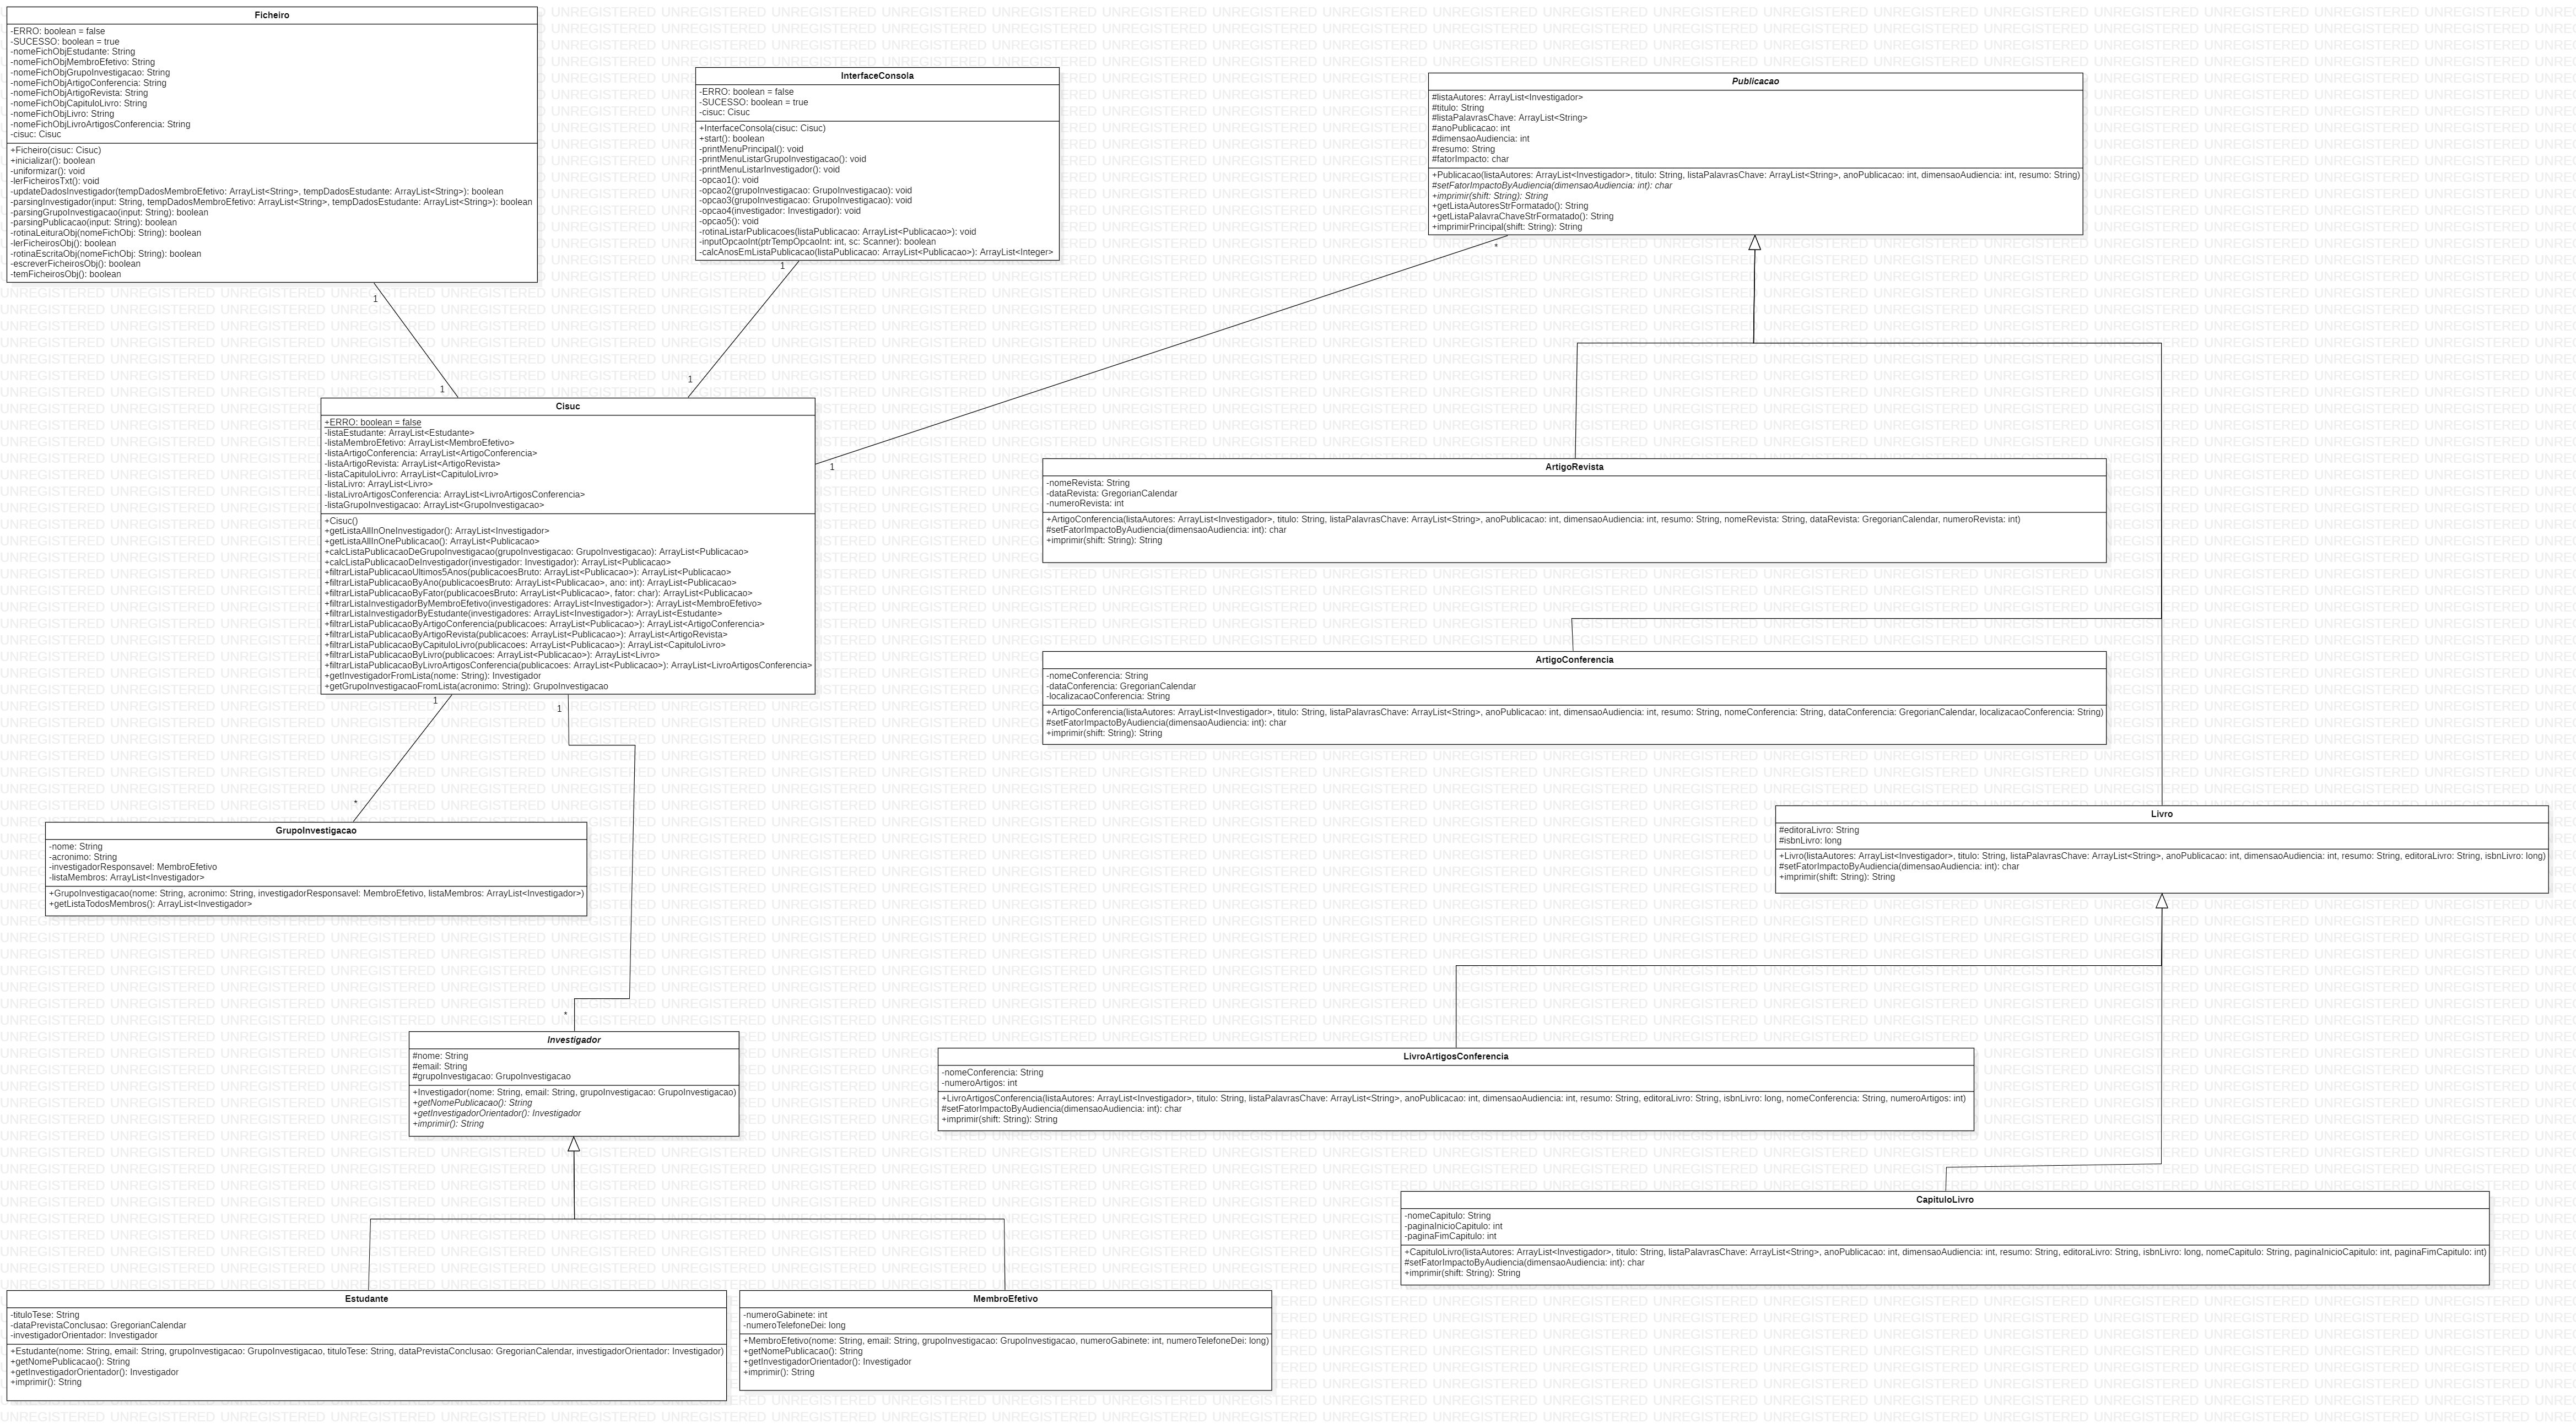 Ficheiro
-ERRO: boolean = false
-SUCESSO: boolean = true
-nomeFichObjEstudante: String
-nomeFichObjMembroEfetivo: String
-nomeFichObjGrupoInvestigacao: String
-nomeFichObjArtigoConferencia: String
-nomeFichObjArtigoRevista: String
-nomeFichObjCapituloLivro: String
-nomeFichObjLivro: String
-nomeFichObjLivroArtigosConferencia: String
-cisuc: Cisuc
+Ficheiro(cisuc: Cisuc)
+inicializar(): boolean
-uniformizar(): void
-lerFicheirosTxt(): void
-updateDadosInvestigador(tempDadosMembroEfetivo: ArrayList<String>, tempDadosEstudante: ArrayList<String>): boolean
-parsingInvestigador(input: String, tempDadosMembroEfetivo: ArrayList<String>, tempDadosEstudante: ArrayList<String>): boolean
-parsingGrupoInvestigacao(input: String): boolean
-parsingPublicacao(input: String): boolean
-rotinaLeituraObj(nomeFichObj: String): boolean
-lerFicheirosObj(): boolean
-rotinaEscritaObj(nomeFichObj: String): boolean
-escreverFicheirosObj(): boolean
-temFicheirosObj(): boolean
InterfaceConsola
-ERRO: boolean = false
-SUCESSO: boolean = true
-cisuc: Cisuc
+InterfaceConsola(cisuc: Cisuc)
+start(): boolean
-printMenuPrincipal(): void
-printMenuListarGrupoInvestigacao(): void
-printMenuListarInvestigador(): void
-opcao1(): void
-opcao2(grupoInvestigacao: GrupoInvestigacao): void
-opcao3(grupoInvestigacao: GrupoInvestigacao): void
-opcao4(investigador: Investigador): void
-opcao5(): void
-rotinaListarPublicacoes(listaPublicacao: ArrayList<Publicacao>): void
-inputOpcaoInt(ptrTempOpcaoInt: int, sc: Scanner): boolean
-calcAnosEmListaPublicacao(listaPublicacao: ArrayList<Publicacao>): ArrayList<Integer>
Publicacao
#listaAutores: ArrayList<Investigador>
#titulo: String
#listaPalavrasChave: ArrayList<String>
#anoPublicacao: int
#dimensaoAudiencia: int
#resumo: String
#fatorImpacto: char
+Publicacao(listaAutores: ArrayList<Investigador>, titulo: String, listaPalavrasChave: ArrayList<String>, anoPublicacao: int, dimensaoAudiencia: int, resumo: String)
#setFatorImpactoByAudiencia(dimensaoAudiencia: int): char
+imprimir(shift: String): String
+getListaAutoresStrFormatado(): String
+getListaPalavraChaveStrFormatado(): String
+imprimirPrincipal(shift: String): String
1
1
1
1
*
1
Cisuc
+ERRO: boolean = false
-listaEstudante: ArrayList<Estudante>
-listaMembroEfetivo: ArrayList<MembroEfetivo>
-listaArtigoConferencia: ArrayList<ArtigoConferencia>
-listaArtigoRevista: ArrayList<ArtigoRevista>
-listaCapituloLivro: ArrayList<CapituloLivro>
-listaLivro: ArrayList<Livro>
-listaLivroArtigosConferencia: ArrayList<LivroArtigosConferencia>
-listaGrupoInvestigacao: ArrayList<GrupoInvestigacao>
+Cisuc()
+getListaAllInOneInvestigador(): ArrayList<Investigador>
+getListaAllInOnePublicacao(): ArrayList<Publicacao>
+calcListaPublicacaoDeGrupoInvestigacao(grupoInvestigacao: GrupoInvestigacao): ArrayList<Publicacao>
+calcListaPublicacaoDeInvestigador(investigador: Investigador): ArrayList<Publicacao>
+filtrarListaPublicacaoUltimos5Anos(publicacoesBruto: ArrayList<Publicacao>): ArrayList<Publicacao>
+filtrarListaPublicacaoByAno(publicacoesBruto: ArrayList<Publicacao>, ano: int): ArrayList<Publicacao>
+filtrarListaPublicacaoByFator(publicacoesBruto: ArrayList<Publicacao>, fator: char): ArrayList<Publicacao>
+filtrarListaInvestigadorByMembroEfetivo(investigadores: ArrayList<Investigador>): ArrayList<MembroEfetivo>
+filtrarListaInvestigadorByEstudante(investigadores: ArrayList<Investigador>): ArrayList<Estudante>
+filtrarListaPublicacaoByArtigoConferencia(publicacoes: ArrayList<Publicacao>): ArrayList<ArtigoConferencia>
+filtrarListaPublicacaoByArtigoRevista(publicacoes: ArrayList<Publicacao>): ArrayList<ArtigoRevista>
+filtrarListaPublicacaoByCapituloLivro(publicacoes: ArrayList<Publicacao>): ArrayList<CapituloLivro>
+filtrarListaPublicacaoByLivro(publicacoes: ArrayList<Publicacao>): ArrayList<Livro>
+filtrarListaPublicacaoByLivroArtigosConferencia(publicacoes: ArrayList<Publicacao>): ArrayList<LivroArtigosConferencia>
+getInvestigadorFromLista(nome: String): Investigador
+getGrupoInvestigacaoFromLista(acronimo: String): GrupoInvestigacao
ArtigoRevista
-nomeRevista: String
-dataRevista: GregorianCalendar
-numeroRevista: int
+ArtigoConferencia(listaAutores: ArrayList<Investigador>, titulo: String, listaPalavrasChave: ArrayList<String>, anoPublicacao: int, dimensaoAudiencia: int, resumo: String, nomeRevista: String, dataRevista: GregorianCalendar, numeroRevista: int)
#setFatorImpactoByAudiencia(dimensaoAudiencia: int): char
+imprimir(shift: String): String
ArtigoConferencia
-nomeConferencia: String
-dataConferencia: GregorianCalendar
-localizacaoConferencia: String
+ArtigoConferencia(listaAutores: ArrayList<Investigador>, titulo: String, listaPalavrasChave: ArrayList<String>, anoPublicacao: int, dimensaoAudiencia: int, resumo: String, nomeConferencia: String, dataConferencia: GregorianCalendar, localizacaoConferencia: String)
#setFatorImpactoByAudiencia(dimensaoAudiencia: int): char
+imprimir(shift: String): String
1
1
*
*
GrupoInvestigacao
-nome: String
-acronimo: String
-investigadorResponsavel: MembroEfetivo
-listaMembros: ArrayList<Investigador>
+GrupoInvestigacao(nome: String, acronimo: String, investigadorResponsavel: MembroEfetivo, listaMembros: ArrayList<Investigador>)
+getListaTodosMembros(): ArrayList<Investigador>
Livro
#editoraLivro: String
#isbnLivro: long
+Livro(listaAutores: ArrayList<Investigador>, titulo: String, listaPalavrasChave: ArrayList<String>, anoPublicacao: int, dimensaoAudiencia: int, resumo: String, editoraLivro: String, isbnLivro: long)
#setFatorImpactoByAudiencia(dimensaoAudiencia: int): char
+imprimir(shift: String): String
Investigador
#nome: String
#email: String
#grupoInvestigacao: GrupoInvestigacao
+Investigador(nome: String, email: String, grupoInvestigacao: GrupoInvestigacao)
+getNomePublicacao(): String
+getInvestigadorOrientador(): Investigador
+imprimir(): String
LivroArtigosConferencia
-nomeConferencia: String
-numeroArtigos: int
+LivroArtigosConferencia(listaAutores: ArrayList<Investigador>, titulo: String, listaPalavrasChave: ArrayList<String>, anoPublicacao: int, dimensaoAudiencia: int, resumo: String, editoraLivro: String, isbnLivro: long, nomeConferencia: String, numeroArtigos: int)
#setFatorImpactoByAudiencia(dimensaoAudiencia: int): char
+imprimir(shift: String): String
CapituloLivro
-nomeCapitulo: String
-paginaInicioCapitulo: int
-paginaFimCapitulo: int
+CapituloLivro(listaAutores: ArrayList<Investigador>, titulo: String, listaPalavrasChave: ArrayList<String>, anoPublicacao: int, dimensaoAudiencia: int, resumo: String, editoraLivro: String, isbnLivro: long, nomeCapitulo: String, paginaInicioCapitulo: int, paginaFimCapitulo: int)
#setFatorImpactoByAudiencia(dimensaoAudiencia: int): char
+imprimir(shift: String): String
Estudante
-tituloTese: String
-dataPrevistaConclusao: GregorianCalendar
-investigadorOrientador: Investigador
+Estudante(nome: String, email: String, grupoInvestigacao: GrupoInvestigacao, tituloTese: String, dataPrevistaConclusao: GregorianCalendar, investigadorOrientador: Investigador)
+getNomePublicacao(): String
+getInvestigadorOrientador(): Investigador
+imprimir(): String
MembroEfetivo
-numeroGabinete: int
-numeroTelefoneDei: long
+MembroEfetivo(nome: String, email: String, grupoInvestigacao: GrupoInvestigacao, numeroGabinete: int, numeroTelefoneDei: long)
+getNomePublicacao(): String
+getInvestigadorOrientador(): Investigador
+imprimir(): String
UNREGISTERED